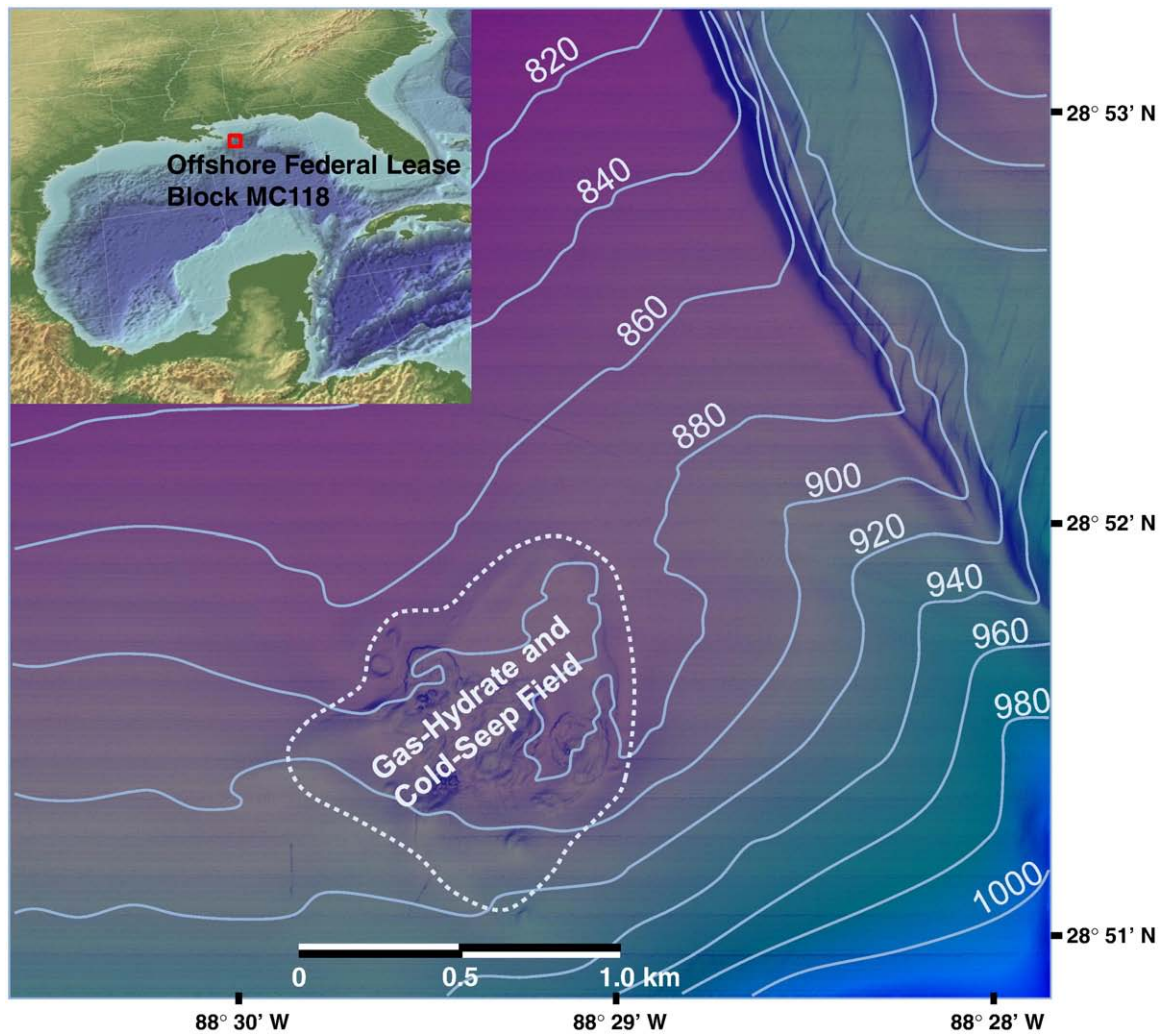 820
28° 53' N
Offshore Federal Lease
Block MC118
840
860
880
900
28° 52' N
920
940
960
Gas-Hydrate and
Cold-Seep Field
980
1000
28° 51' N
0 0.5 1.0 km
88° 30' W 88° 29' W 88° 28' W